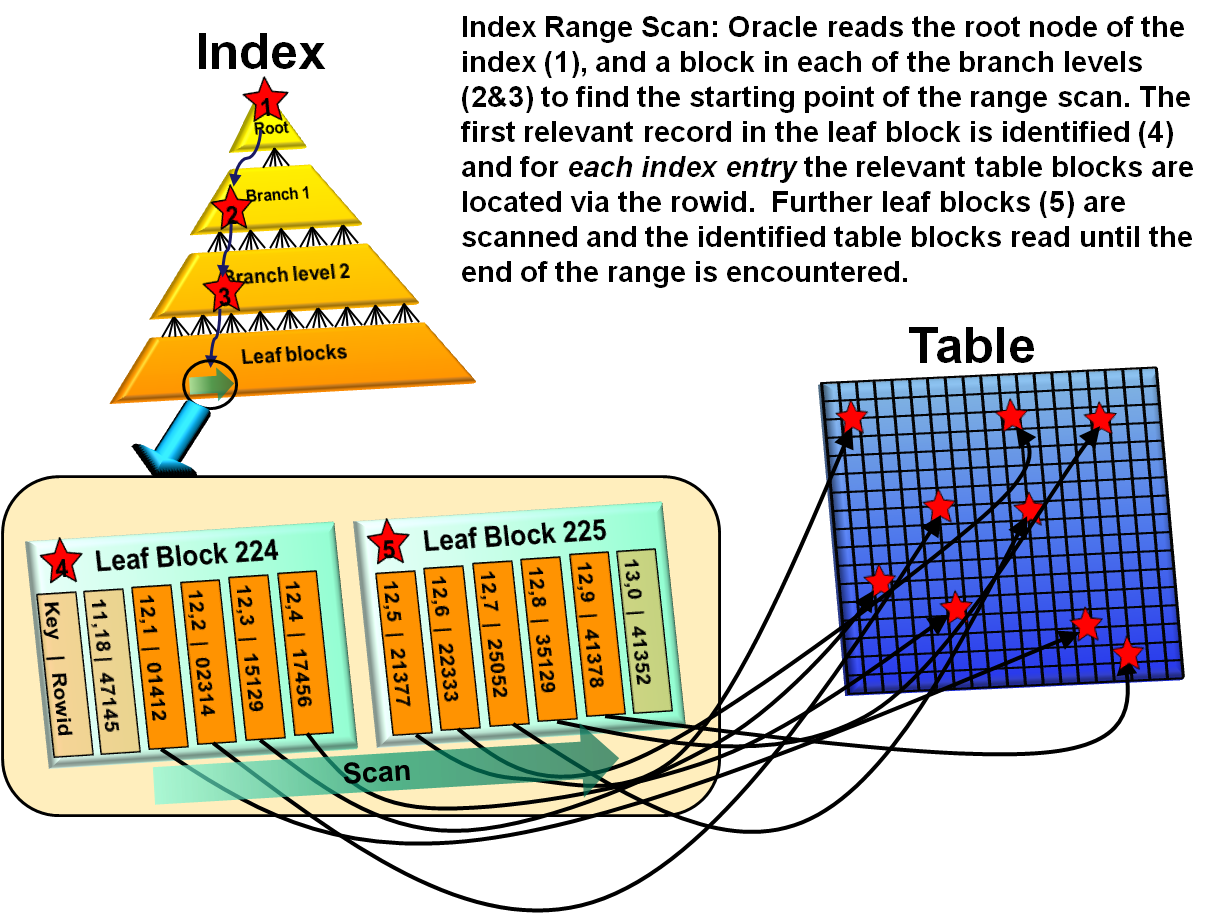 Index
Index Range Scan: Oracle reads the root node of the
index (1), and a block in each of the branch levels
(2&3) to find the starting point of the range scan. The
first relevant record in the leaf block is identified (4)
and for each index entry the relevant table blocks are
located via the rowid.  Further leaf blocks (5) are
scanned and the identified table blocks read until the
end of the range is encountered.
1
Root
Branch 1
2
Branch level 2
3
Leaf blocks
Table
4
Leaf Block 224
Key | Rowid
11,18 | 47145
12,1 | 01412
12,2 | 02314
12,3 | 15129
12,4 | 17456
5
Leaf Block 225
12,5 | 21377
12,6 | 22333
12,7 | 25052
12,8 | 35129
12,9 | 41378
13,0 | 41352
Scan